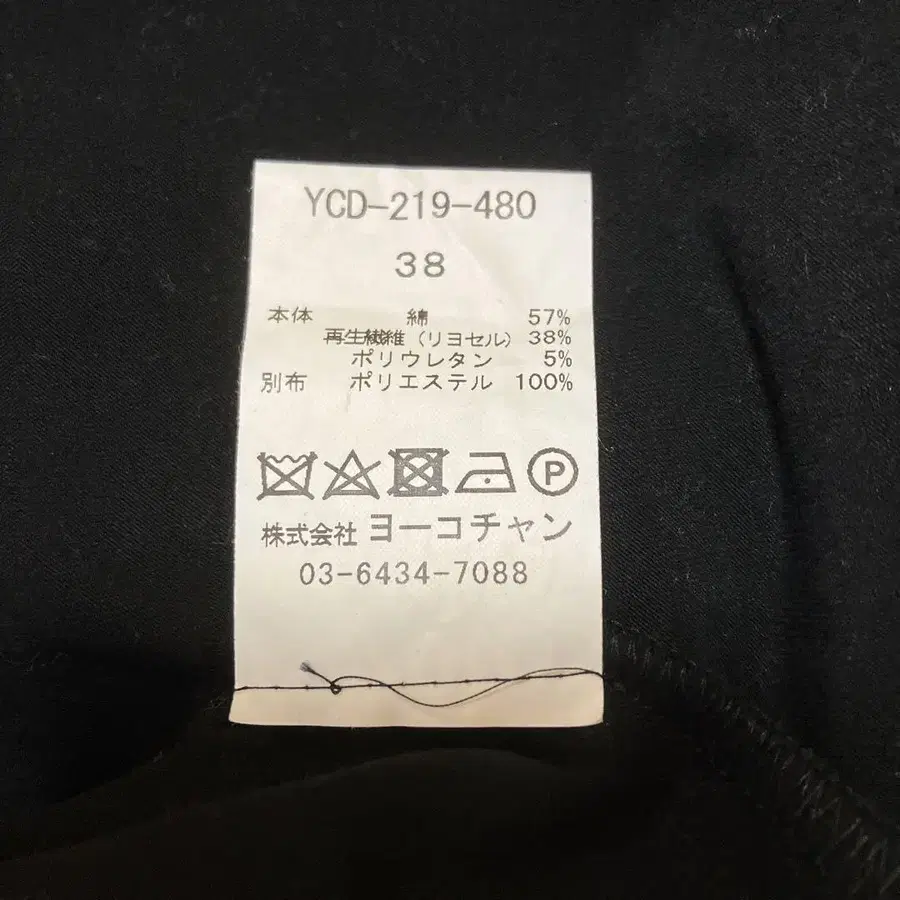 YCD-219-480
38
本体 綿 57%
再生繊維 (リヨセル) 38%
ポリウレタン 5%
別布 ポリエステル 100%
P
株式会社 ヨーコチャン
03-6434-7088